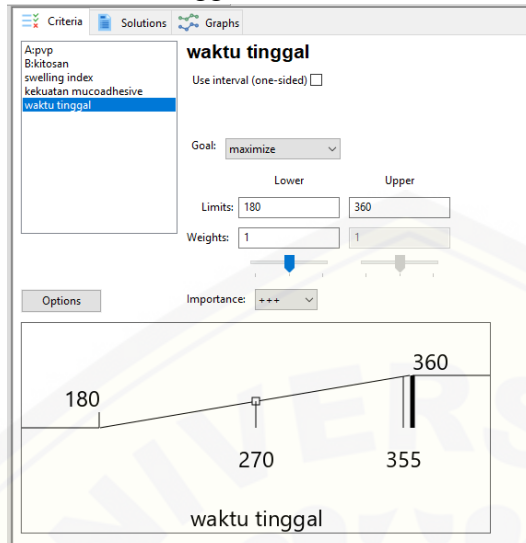 Criteria Solutions Graphs
A:pvp
B:kitosan
swelling index
kekuatan mucoadhesive
waktu tinggal
waktu tinggal
Use interval (one-sided)
Goal: maximize
Lower Upper
Limits: 180 360
Weights: 1 1
Options
Importance: +++
360
180
270 355
waktu tinggal